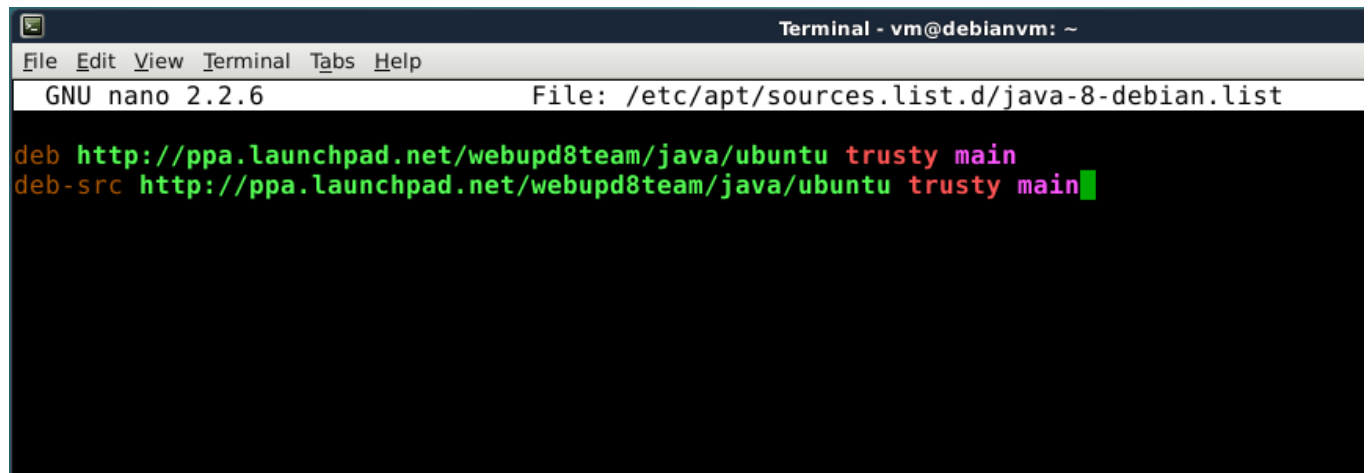 Terminal - vm@debianvm: ~
File Edit View Terminal Tabs Help
GNU nano 2.2.6 File: /etc/apt/sources.list.d/java-8-debian.list
deb http://ppa.launchpad.net/webupd8team/java/ubuntu trusty main
deb-src http://ppa.launchpad.net/webupd8team/java/ubuntu trusty main